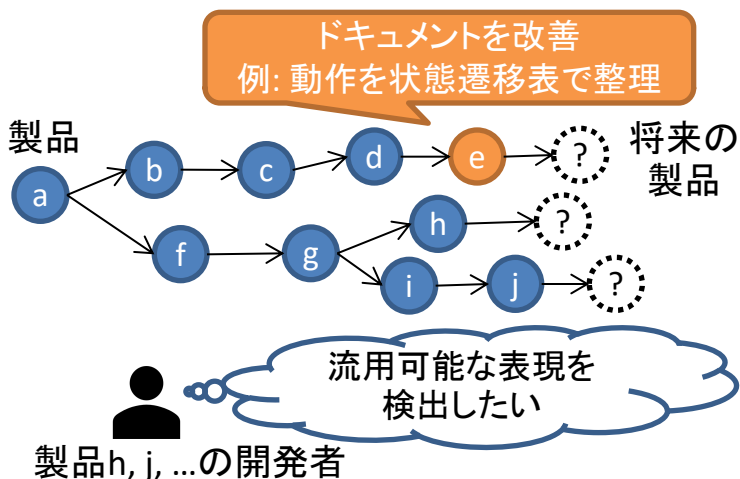 ドキュメントを改善
例: 動作を状態遷移表で整理
製品
将来の
製品
a
b
c
d
e
?
f
g
h
?
i
j
?
流用可能な表現を
検出したい
製品h, j, …の開発者